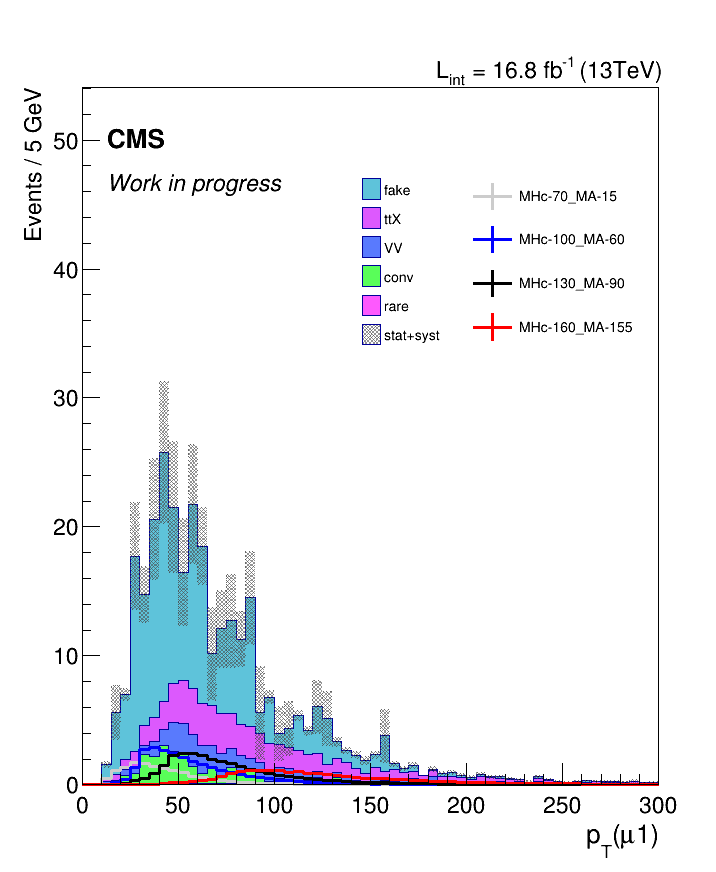 L_int = 16.8 fb^-1 (13TeV)
Events / 5 GeV
CMS
Work in progress
fake
ttX
VV
conv
rare
stat+syst
MHc-70_MA-15
MHc-100_MA-60
MHc-130_MA-90
MHc-160_MA-155
50
40
30
20
10
0
0 50 100 150 200 250 300
p_T(μ1)